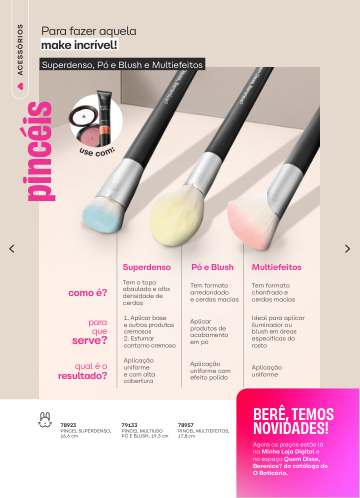 ACESSÓRIOS
Para fazer aquela
make incrível!
Superdenso, Pó e Blush e Multiefeitos
pincéis
use com:
Superdenso
Pó e Blush
Multiefeitos
como é?
Tem o topo
abaulado e alta
densidade de
cerdas
Tem formato
arredondado
e cerdas macias
Tem formato
chanfrado e
cerdas macias
para
que
serve?
1. Aplicar base
e outros produtos
cremosos
2. Esfumar
contorno cremoso
Aplicar
produtos de
acabamento
em pó
Ideal para aplicar
iluminador ou
blush em áreas
específicas do
rosto
qual é o
resultado?
Aplicação
uniforme
e com alta
cobertura
Aplicação
uniforme com
efeito polido
Aplicação
uniforme
78923
PINCEL SUPERDENSO,
16,6 cm
79133
PINCEL MULTIUSO
PÓ E BLUSH, 19,3 cm
78957
PINCEL MULTIEFEITOS,
17,8 cm
BERÊ, TEMOS
NOVIDADES!
Agora os preços estão lá
na Minha Loja Digital e
no espaço Quem Disse,
Berenice? do catálogo de
O Boticário.